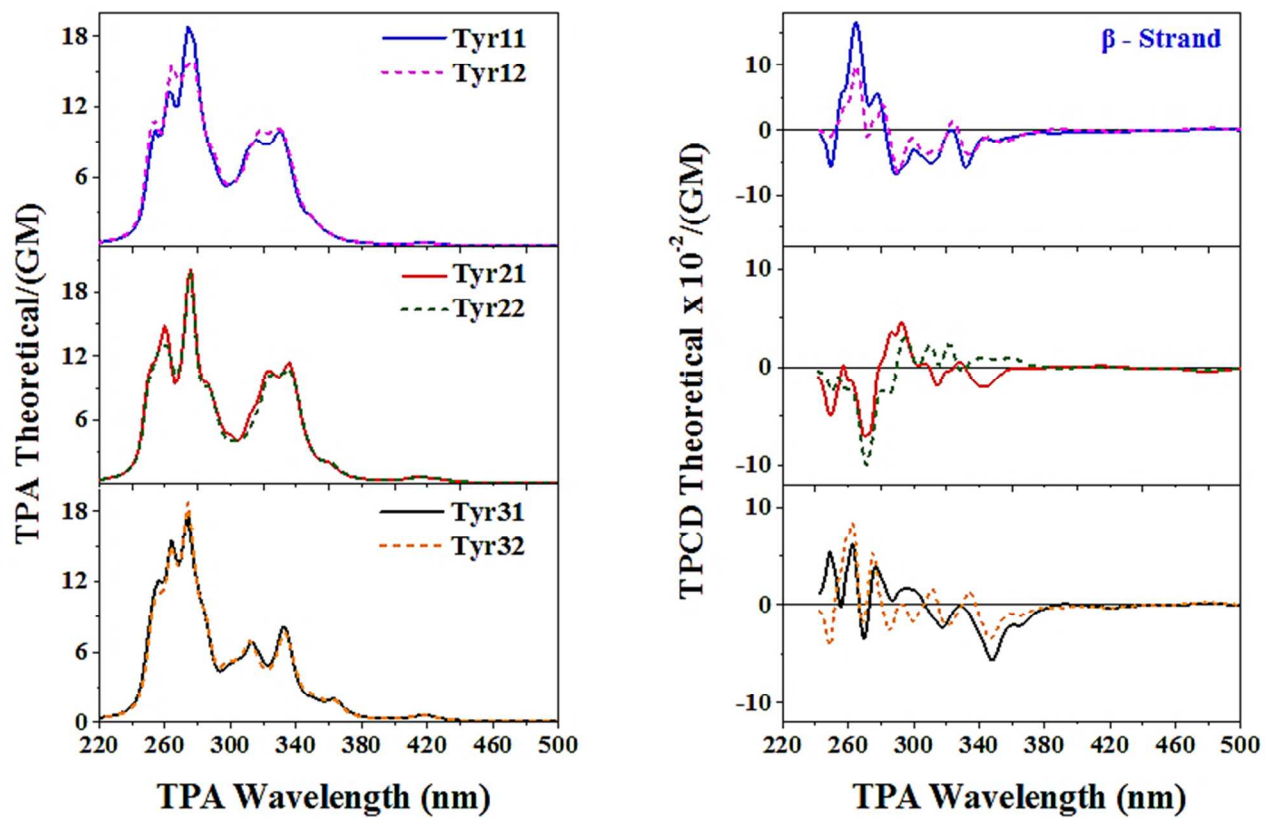 TPA Theoretical/(GM)
18
12
6
Tyr11
Tyr12
18
12
6
Tyr21
Tyr22
18
12
6
0
Tyr31
Tyr32
220 260 300 340 380 420 460 500
TPA Wavelength (nm)
TPCD Theoretical x 10⁻²/(GM)
β - Strand
10
0
-10
10
0
-10
10
0
-10
220 260 300 340 380 420 460 500
TPA Wavelength (nm)